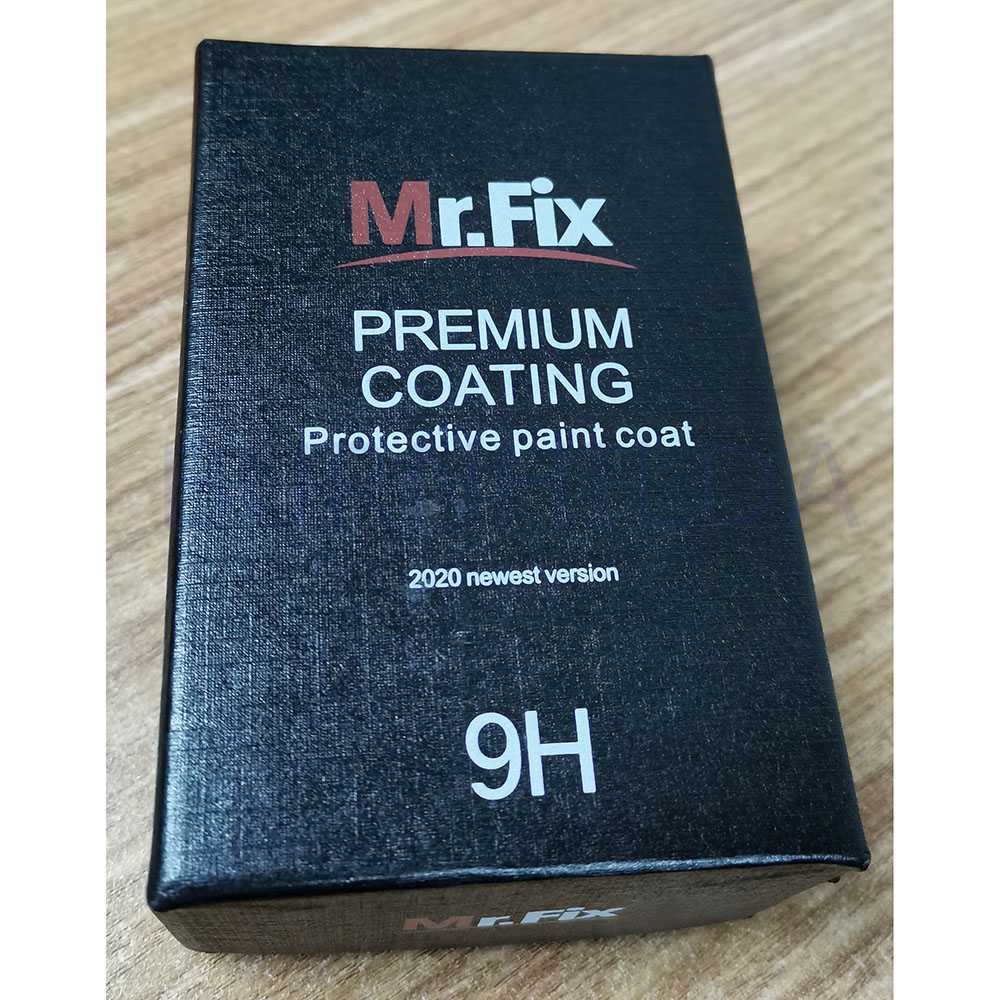 Mr.Fix
PREMIUM
COATING
Protective paint coat
2020 newest version
9H
Mr.Fix